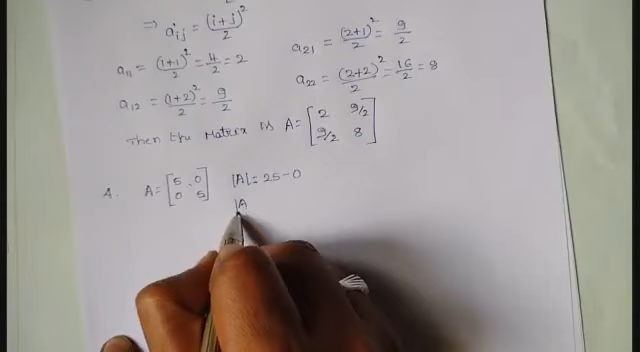 ⇒ aij = (i+j)²/2
a11 = (1+1)²/2 = 4/2 = 2
a21 = (2+1)²/2 = 9/2
a12 = (1+2)²/2 = 9/2
a22 = (2+2)²/2 = 16/2 = 8
Then the Matrix is A = [2 9/2
9/2 8]
4. A = [5 0 |A| = 25-0
0 5]
|A